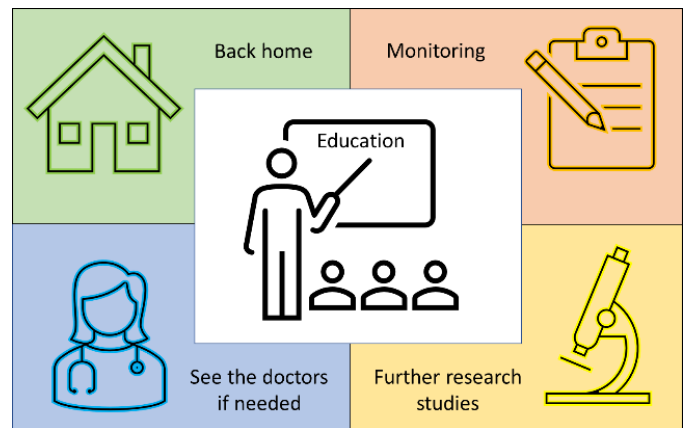 Back home
Monitoring
Education
See the doctors
if needed
Further research
studies